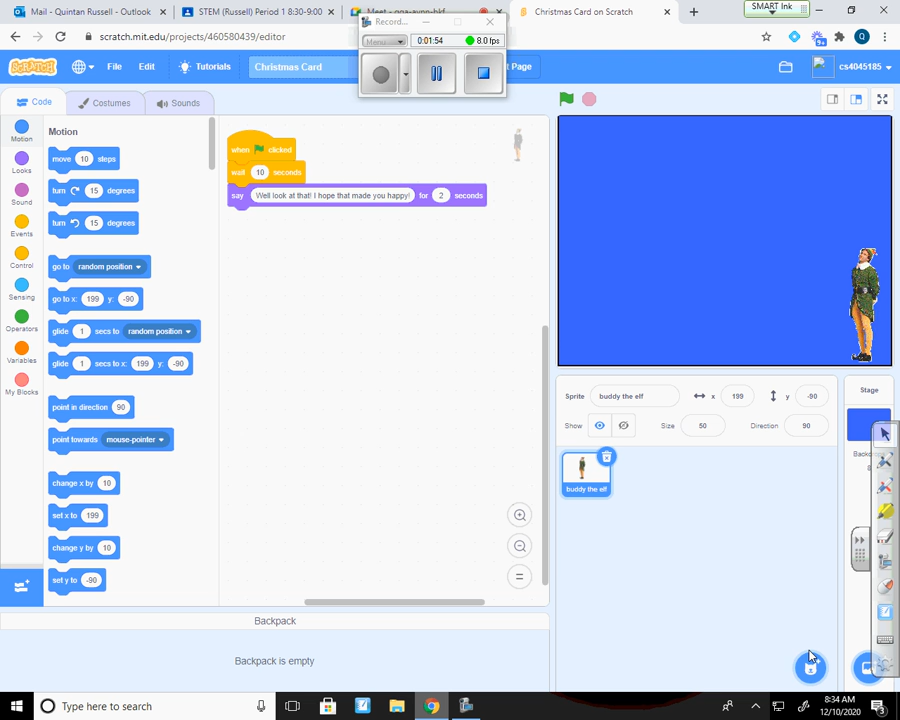 Mail - Quintan Russell - Outlook
STEM (Russell) Period 1 8:30-9:00
Christmas Card on Scratch
SMART Ink
Record...
Menu
0:01:54
8.0 fps
scratch.mit.edu/projects/460580439/editor
9+
Q
SCRATCH
File
Edit
Tutorials
Christmas Card
Page
cs4045185
Code
Costumes
Sounds
Motion
Looks
Sound
Events
Control
Sensing
Operators
Variables
My Blocks
Motion
move 10 steps
turn 15 degrees
turn 15 degrees
go to random position
go to x: 199 y: -90
glide 1 secs to random position
glide 1 secs to x: 199 y: -90
point in direction 90
point towards mouse-pointer
change x by 10
set x to 199
change y by 10
set y to -90
when clicked
wait 10 seconds
say Well look at that! I hope that made you happy! for 2 seconds
Sprite buddy the elf x 199 y -90
Show Size 50 Direction 90
buddy the elf
Stage
Backpack
Backpack is empty
Type here to search
8:34 AM
12/10/2020
3